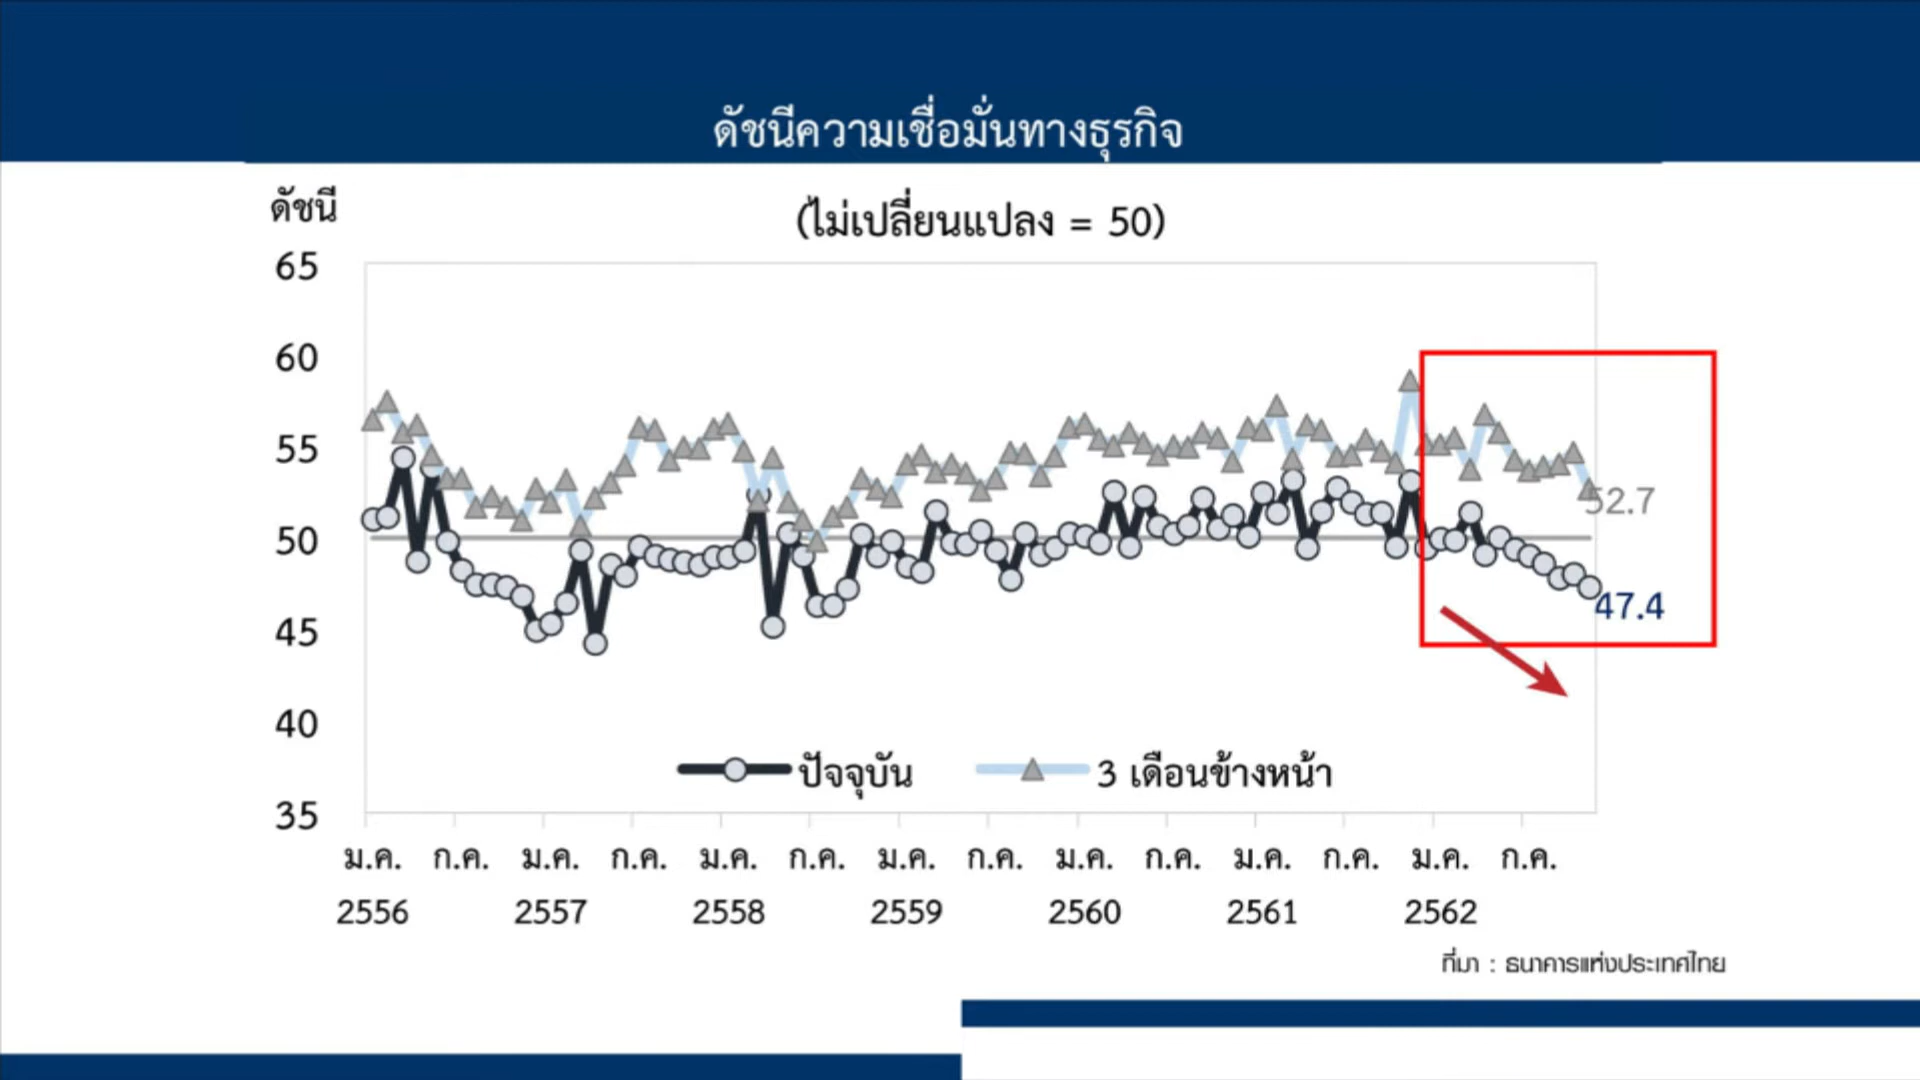 ดัชนีความเชื่อมั่นทางธุรกิจ
ดัชนี
(ไม่เปลี่ยนแปลง = 50)
65
60
55
50
45
40
35
52.7
47.4
ปัจจุบัน 3 เดือนข้างหน้า
ม.ค. ก.ค. ม.ค. ก.ค. ม.ค. ก.ค. ม.ค. ก.ค. ม.ค. ก.ค. ม.ค. ก.ค. ม.ค. ก.ค.
2556 2557 2558 2559 2560 2561 2562
ที่มา : ธนาคารแห่งประเทศไทย